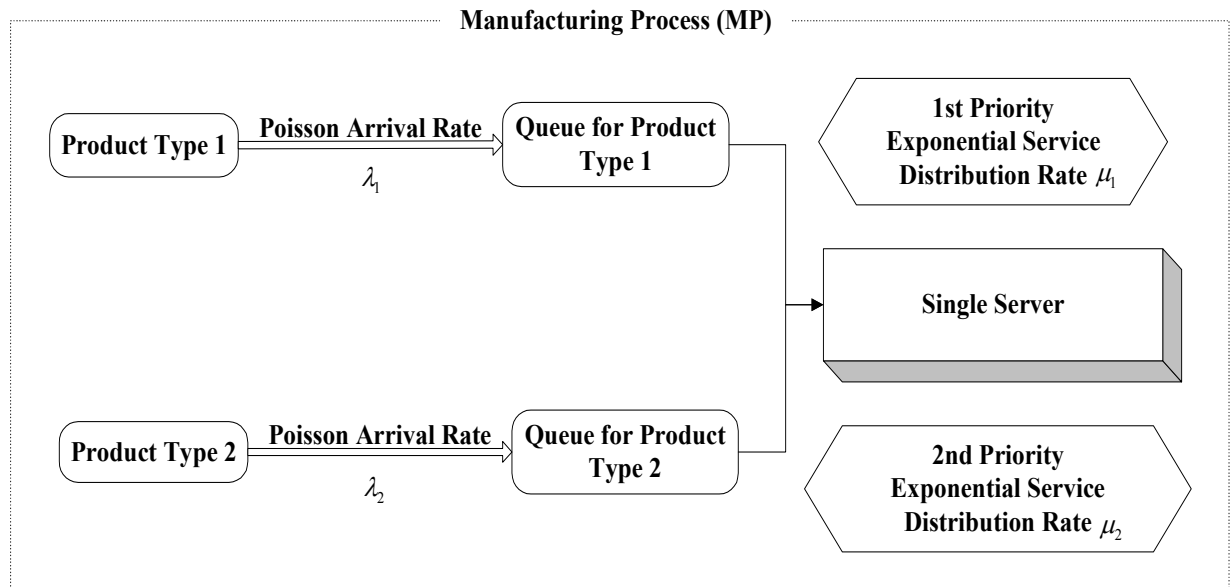 Manufacturing Process (MP)
Product Type 1
Poisson Arrival Rate
λ₁
Queue for Product
Type 1
1st Priority
Exponential Service
Distribution Rate μ₁
Single Server
Product Type 2
Poisson Arrival Rate
λ₂
Queue for Product
Type 2
2nd Priority
Exponential Service
Distribution Rate μ₂